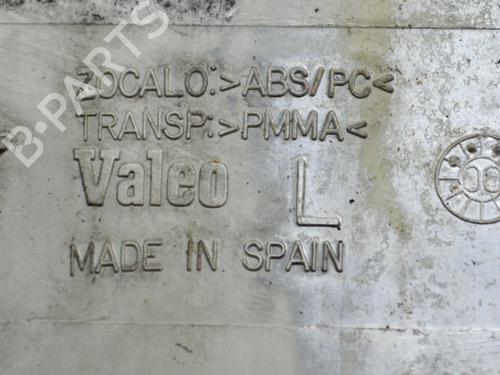 B-PARTS
ZOCALO:>ABS/PC<
TRANSP:>PMMA<
Valeo L
MADE IN SPAIN